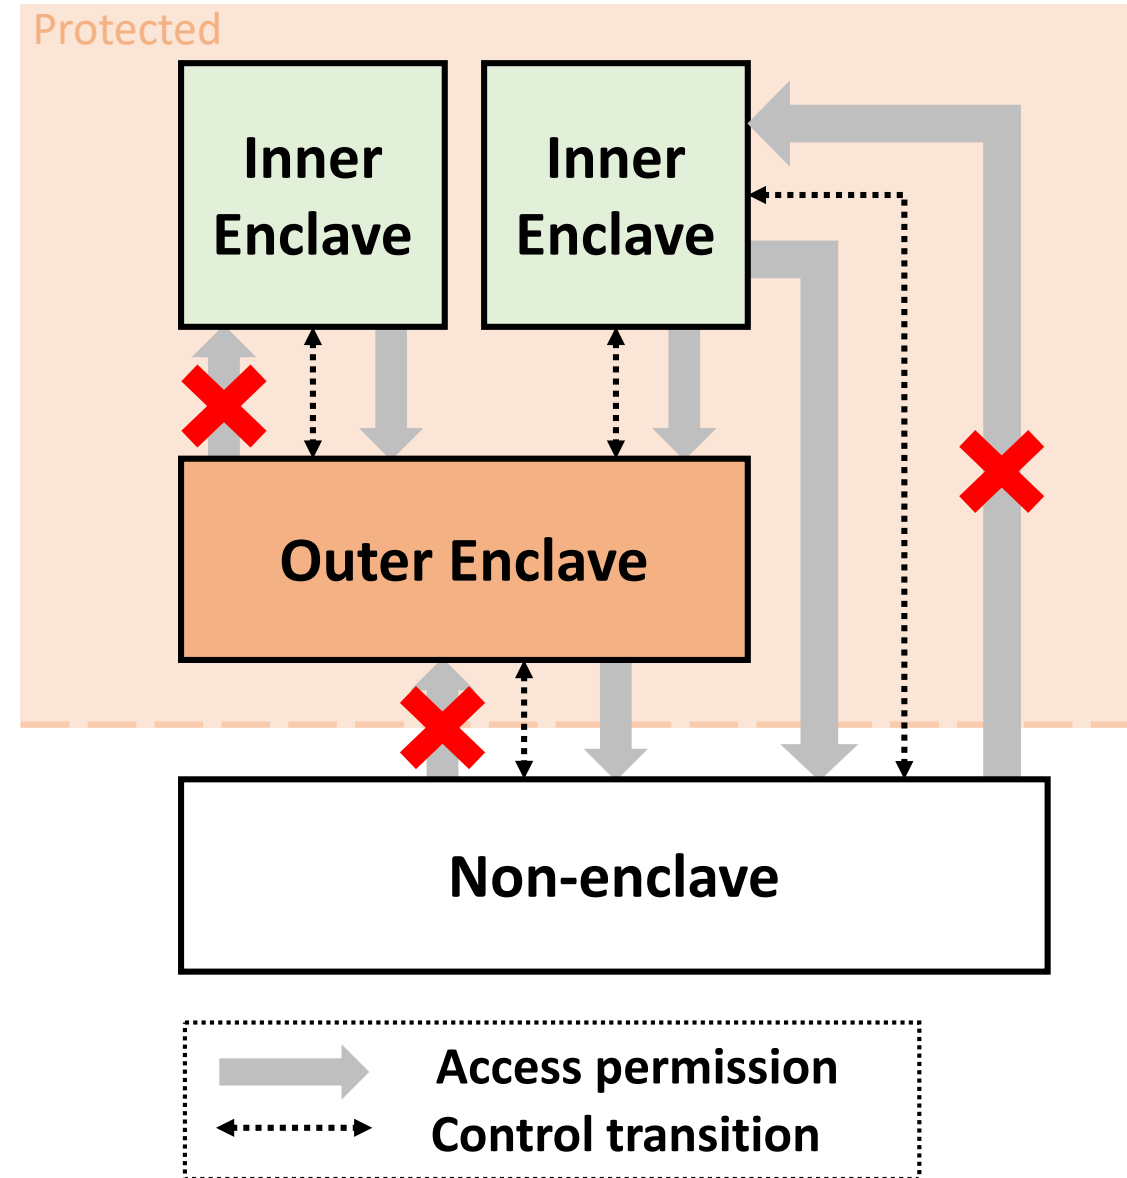 Protected
Inner
Enclave
Inner
Enclave
Outer Enclave
Non-enclave
Access permission
Control transition